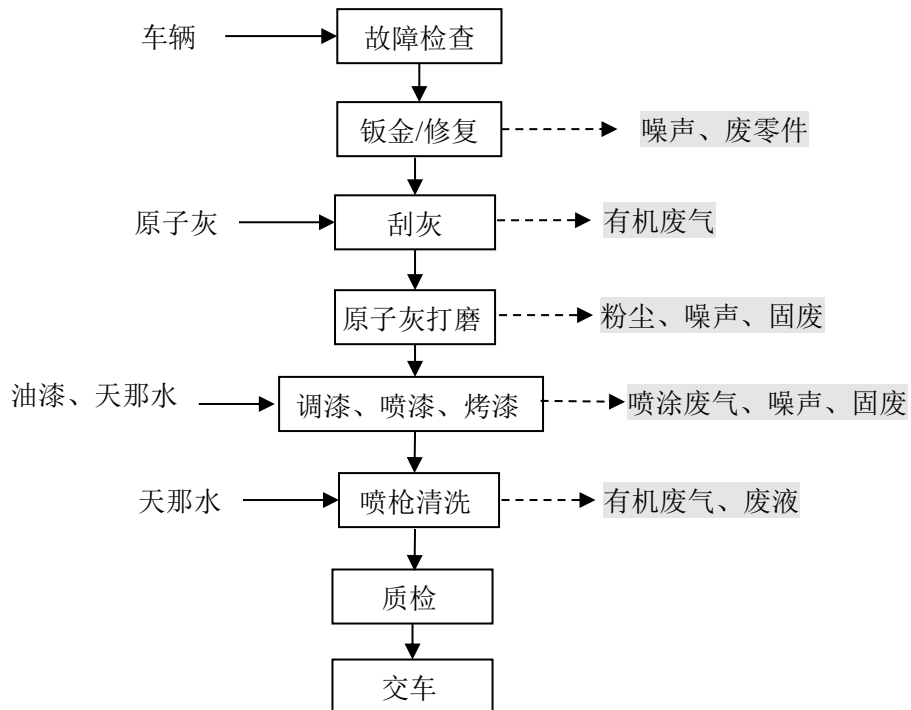 车辆
故障检查
钣金/修复
噪声、废零件
原子灰
刮灰
有机废气
原子灰打磨
粉尘、噪声、固废
油漆、天那水
调漆、喷漆、烤漆
喷涂废气、噪声、固废
天那水
喷枪清洗
有机废气、废液
质检
交车